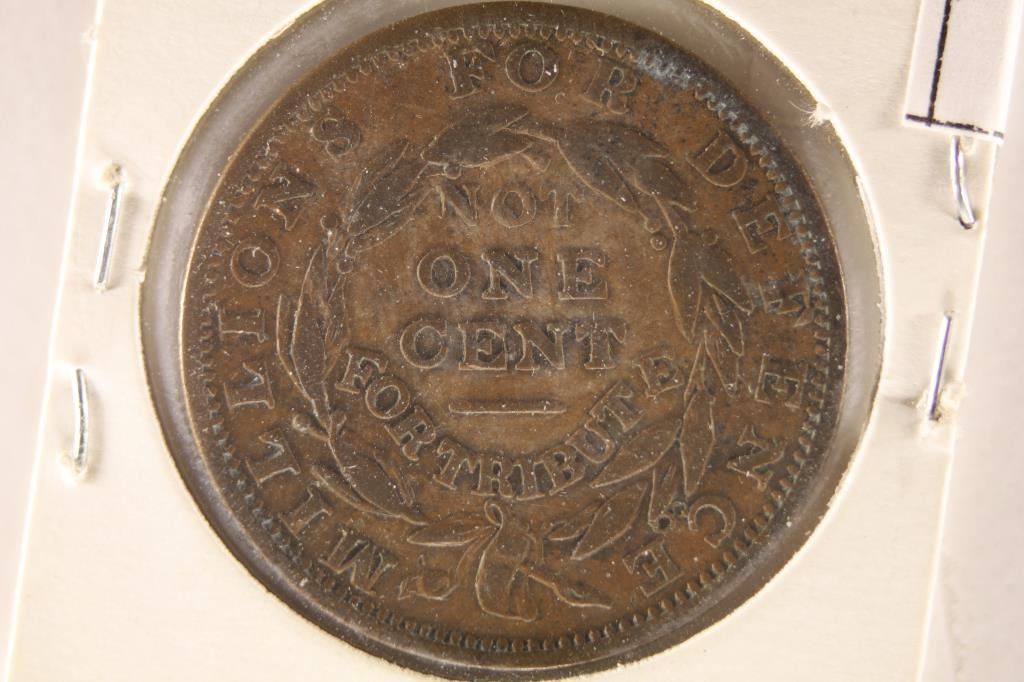 MILLIONS FOR DEFENCE
NOT
ONE
CENT
FOR TRIBUTE